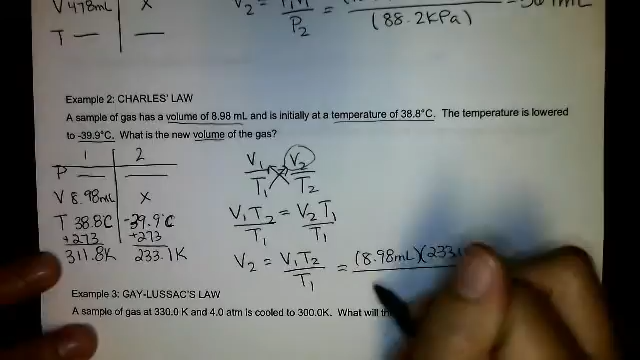 V 478mL X
V2 = P1V1 / P2 = (88.2kPa)
T — —
Example 2: CHARLES' LAW
A sample of gas has a volume of 8.98 mL and is initially at a temperature of 38.8°C. The temperature is lowered
to -39.9°C. What is the new volume of the gas?
1 2
P — —
V 8.98mL X
T 38.8C -39.9°C
+273 +273
311.8K 233.1K
V1 / T1 = V2 / T2
V1T2 / T1 = V2T1 / T1
V2 = V1T2 / T1 = (8.98mL)(233.1
Example 3: GAY-LUSSAC'S LAW
A sample of gas at 330.0 K and 4.0 atm is cooled to 300.0K. What will